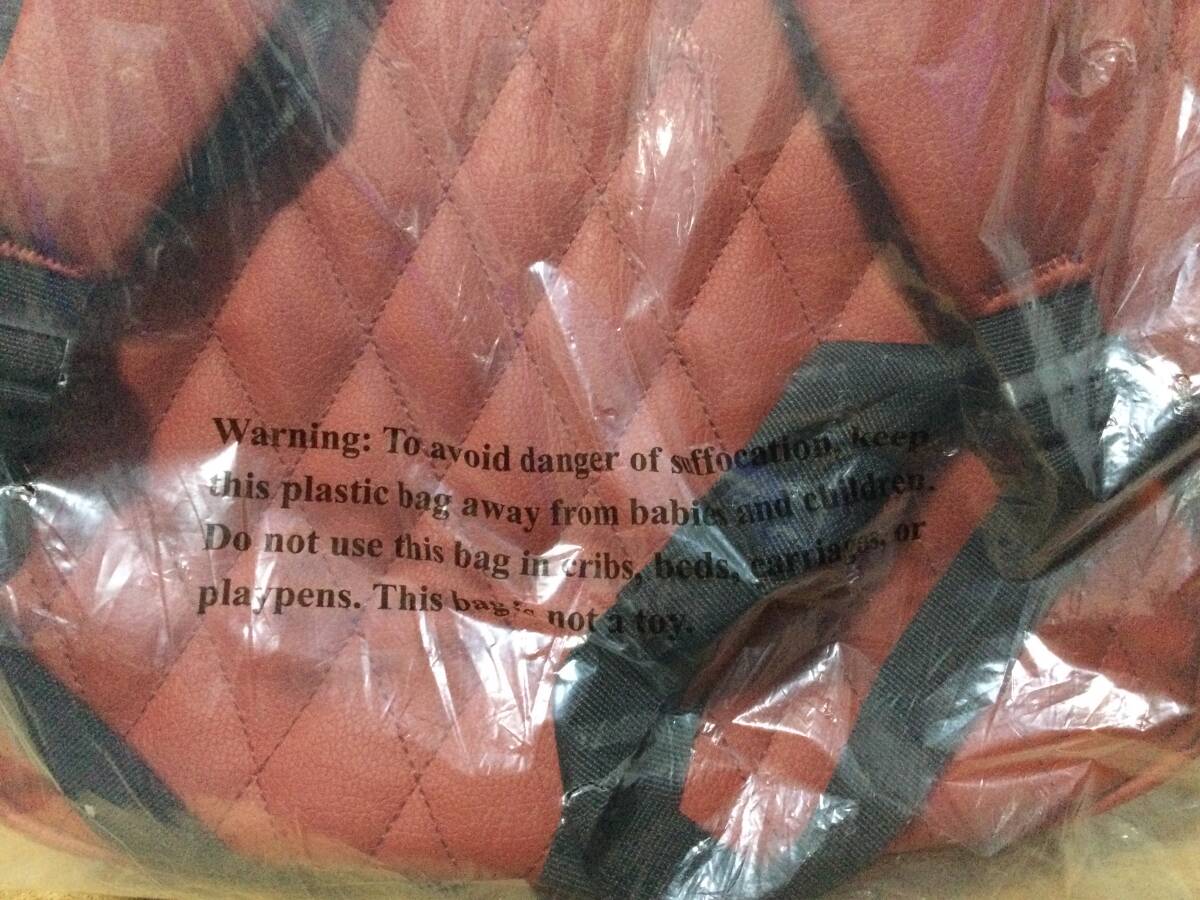 Warning: To avoid danger of suffocation, keep
this plastic bag away from babies and children.
Do not use this bag in cribs, beds, carriages, or
playpens. This bag is not a toy.